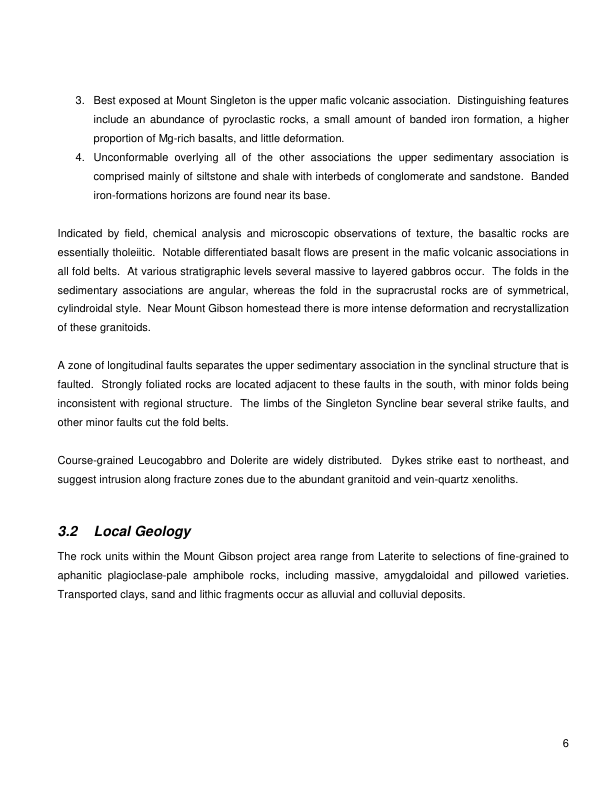 3. Best exposed at Mount Singleton is the upper mafic volcanic association. Distinguishing features
include an abundance of pyroclastic rocks, a small amount of banded iron formation, a higher
proportion of Mg-rich basalts, and little deformation.
4. Unconformable overlying all of the other associations the upper sedimentary association is
comprised mainly of siltstone and shale with interbeds of conglomerate and sandstone. Banded
iron-formations horizons are found near its base.
Indicated by field, chemical analysis and microscopic observations of texture, the basaltic rocks are
essentially tholeiitic. Notable differentiated basalt flows are present in the mafic volcanic associations in
all fold belts. At various stratigraphic levels several massive to layered gabbros occur. The folds in the
sedimentary associations are angular, whereas the fold in the supracrustal rocks are of symmetrical,
cylindroidal style. Near Mount Gibson homestead there is more intense deformation and recrystallization
of these granitoids.
A zone of longitudinal faults separates the upper sedimentary association in the synclinal structure that is
faulted. Strongly foliated rocks are located adjacent to these faults in the south, with minor folds being
inconsistent with regional structure. The limbs of the Singleton Syncline bear several strike faults, and
other minor faults cut the fold belts.
Course-grained Leucogabbro and Dolerite are widely distributed. Dykes strike east to northeast, and
suggest intrusion along fracture zones due to the abundant granitoid and vein-quartz xenoliths.
3.2 Local Geology
The rock units within the Mount Gibson project area range from Laterite to selections of fine-grained to
aphanitic plagioclase-pale amphibole rocks, including massive, amygdaloidal and pillowed varieties.
Transported clays, sand and lithic fragments occur as alluvial and colluvial deposits.
6